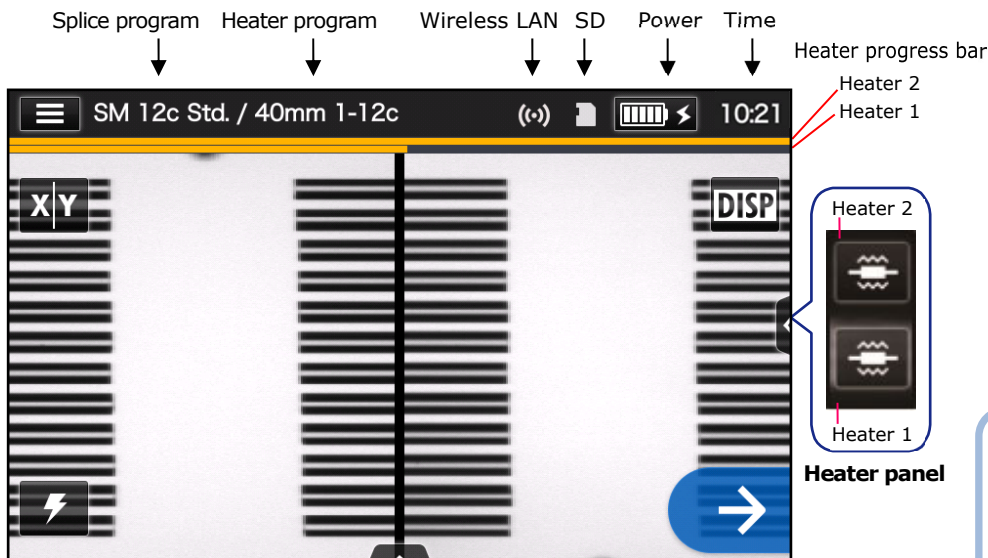 Splice program Heater program Wireless LAN SD Power Time
Heater progress bar
Heater 2
Heater 1
SM 12c Std. / 40mm 1-12c 10:21
X Y DISP
Heater 2
Heater 1
Heater panel